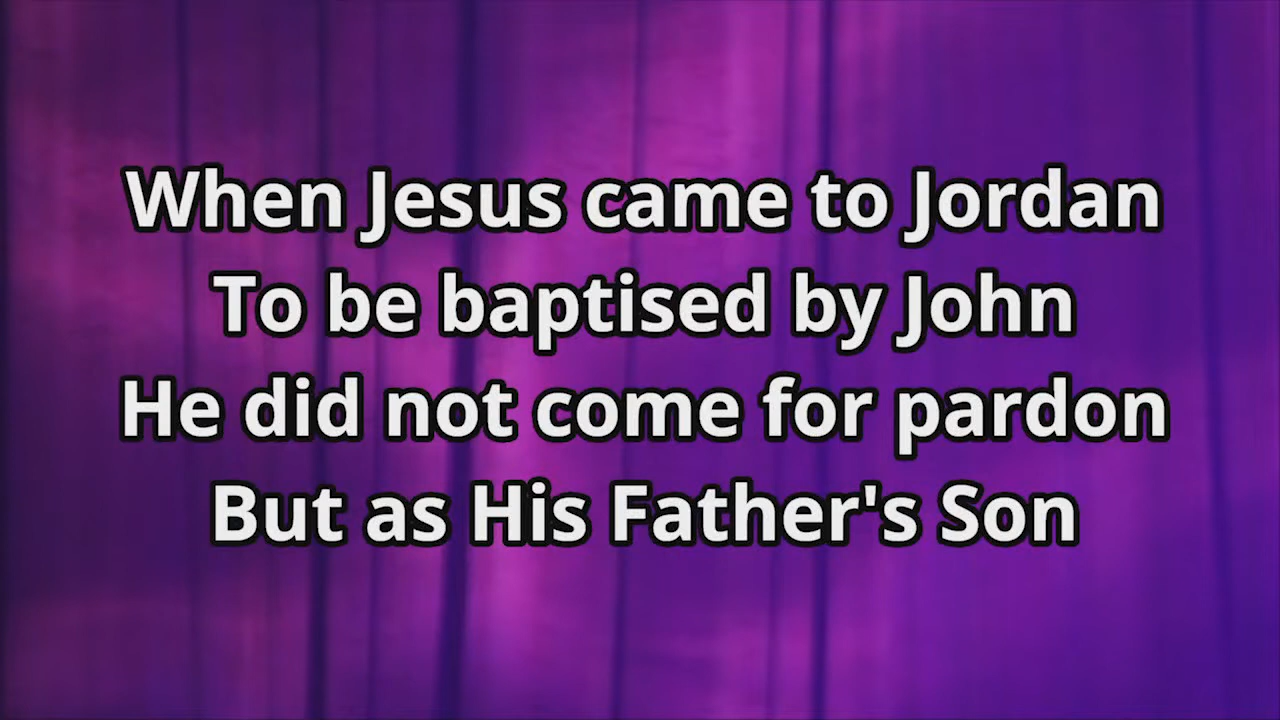 When Jesus came to Jordan
To be baptised by John
He did not come for pardon
But as His Father's Son